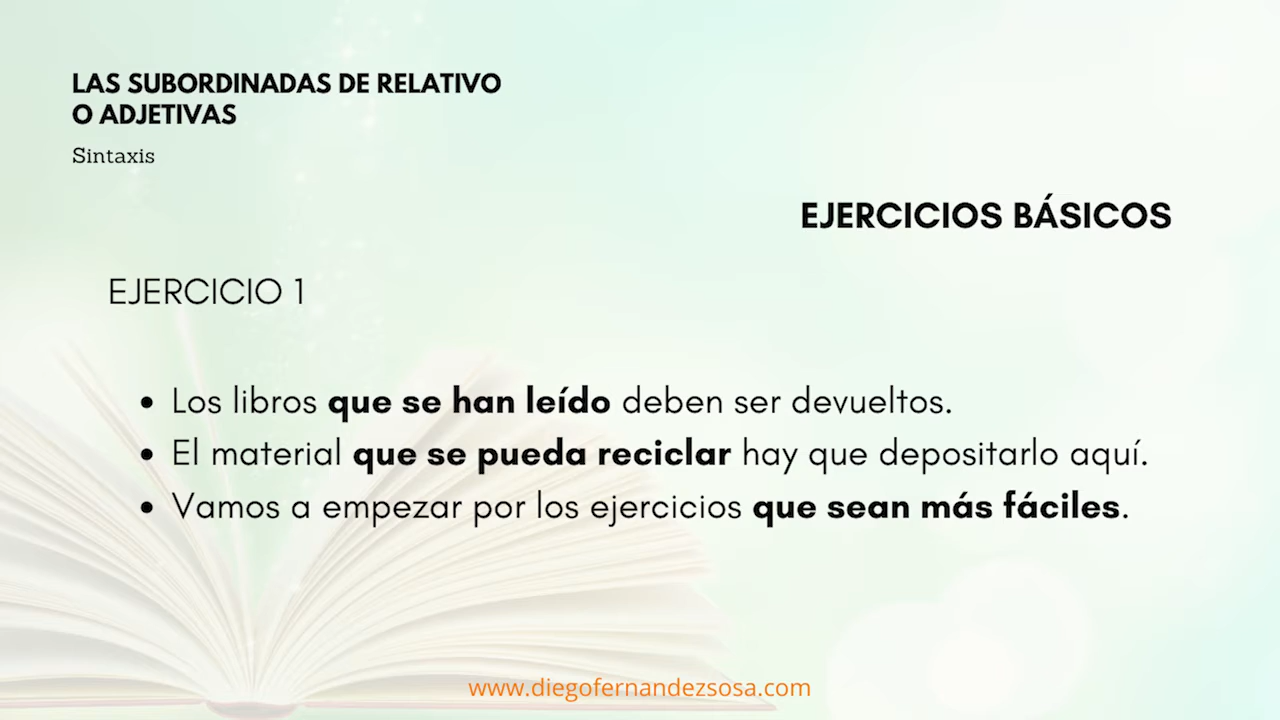 LAS SUBORDINADAS DE RELATIVO
O ADJETIVAS
Sintaxis
EJERCICIOS BÁSICOS
EJERCICIO 1
• Los libros que se han leído deben ser devueltos.
• El material que se pueda reciclar hay que depositarlo aquí.
• Vamos a empezar por los ejercicios que sean más fáciles.
www.diegofernandezsosa.com